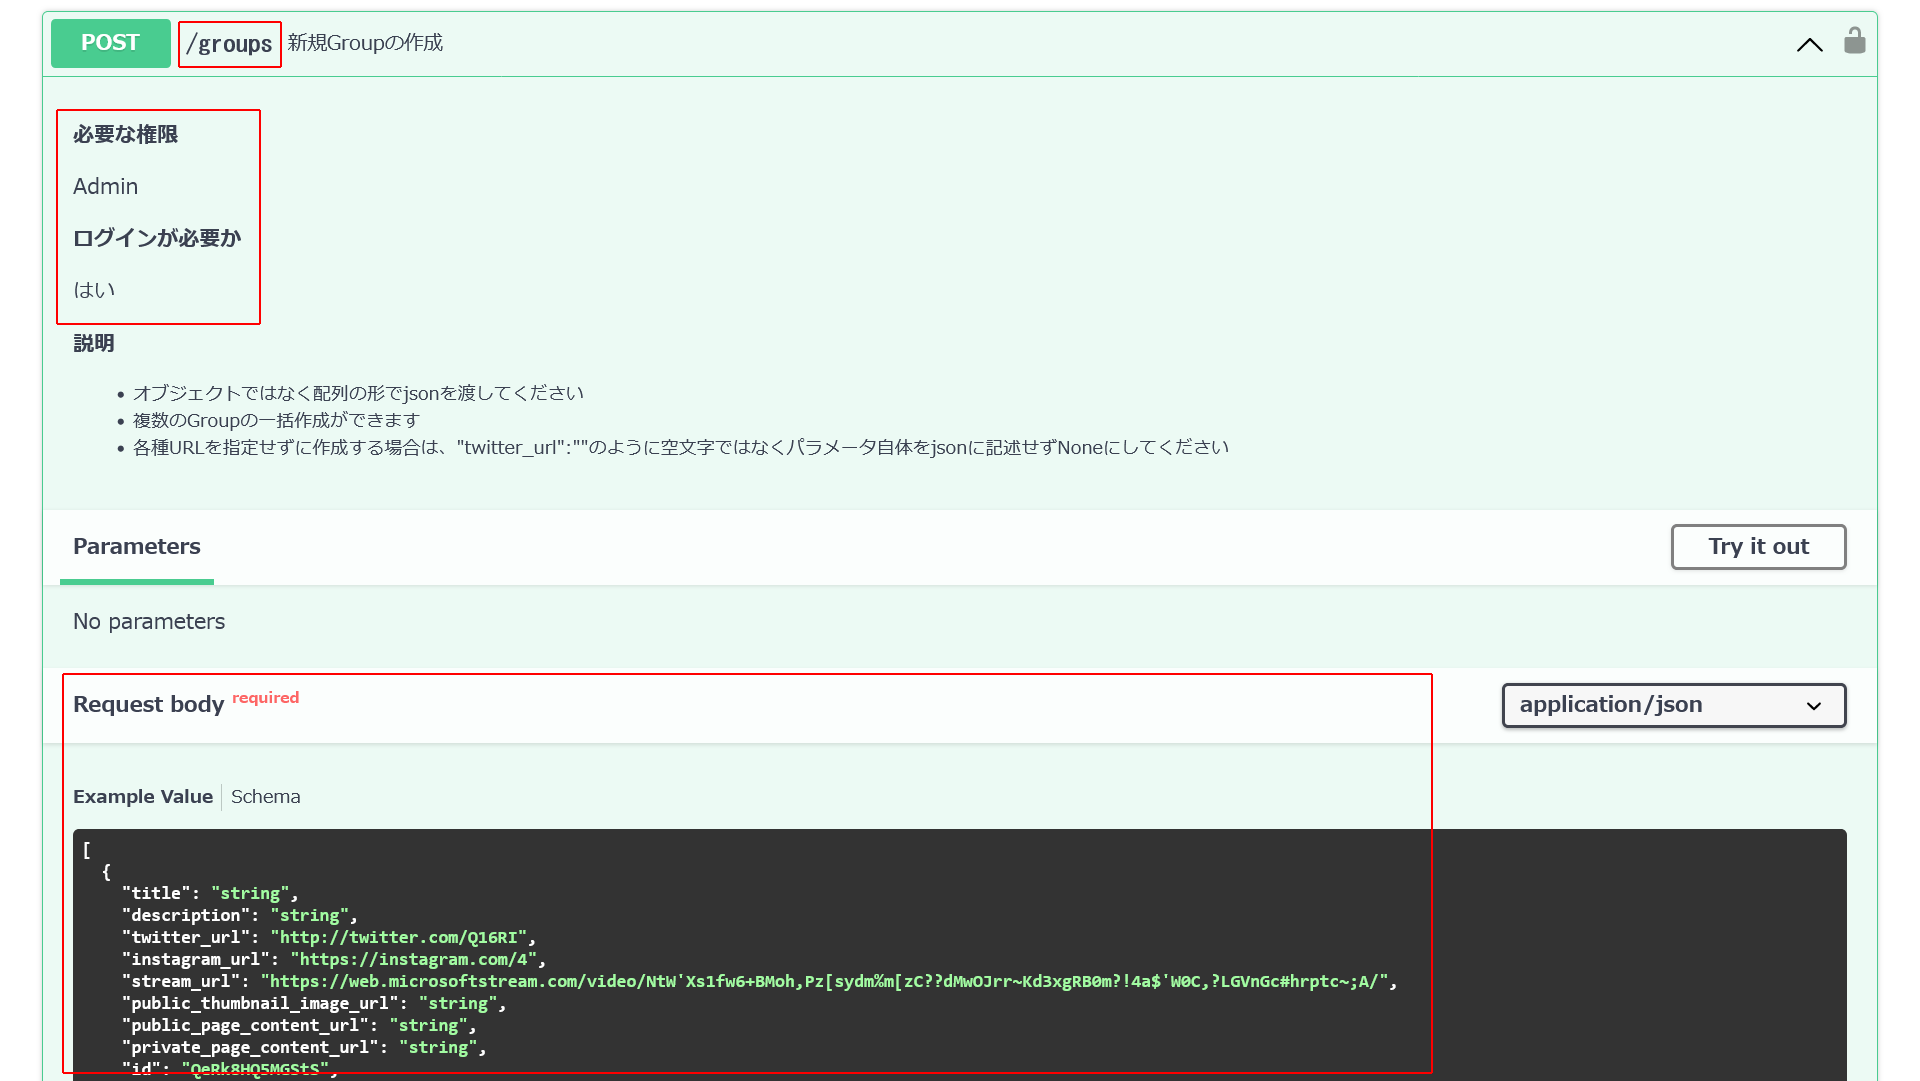 POST /groups 新規Groupの作成
必要な権限
Admin
ログインが必要か
はい
説明
• オブジェクトではなく配列の形でjsonを渡してください
• 複数のGroupの一括作成ができます
• 各種URLを指定せずに作成する場合は、"twitter_url":""のように空文字ではなくパラメータ自体をjsonに記述せずNoneにしてください
Parameters Try it out
No parameters
Request body required application/json
Example Value Schema
[
{
"title": "string",
"description": "string",
"twitter_url": "http://twitter.com/Q16RI",
"instagram_url": "https://instagram.com/4",
"stream_url": "https://web.microsoftstream.com/video/NtW'Xs1fw6+BMoh,Pz[sydm%m[zC??dMwOJrr~Kd3xgRB0m?!4a$'W0C,?LGVnGc#hrptc~;A/",
"public_thumbnail_image_url": "string",
"public_page_content_url": "string",
"private_page_content_url": "string",
"id": "QeRk8HQ5MGStS",